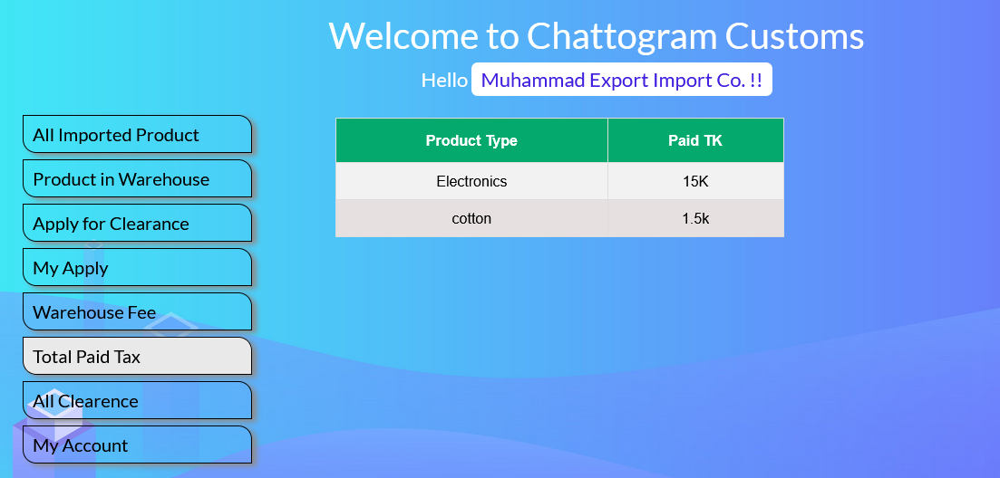 Welcome to Chattogram Customs
Hello Muhammad Export Import Co. !!
All Imported Product
Product in Warehouse
Apply for Clearance
My Apply
Warehouse Fee
Total Paid Tax
All Clearence
My Account
Product Type Paid TK
Electronics 15K
cotton 1.5k